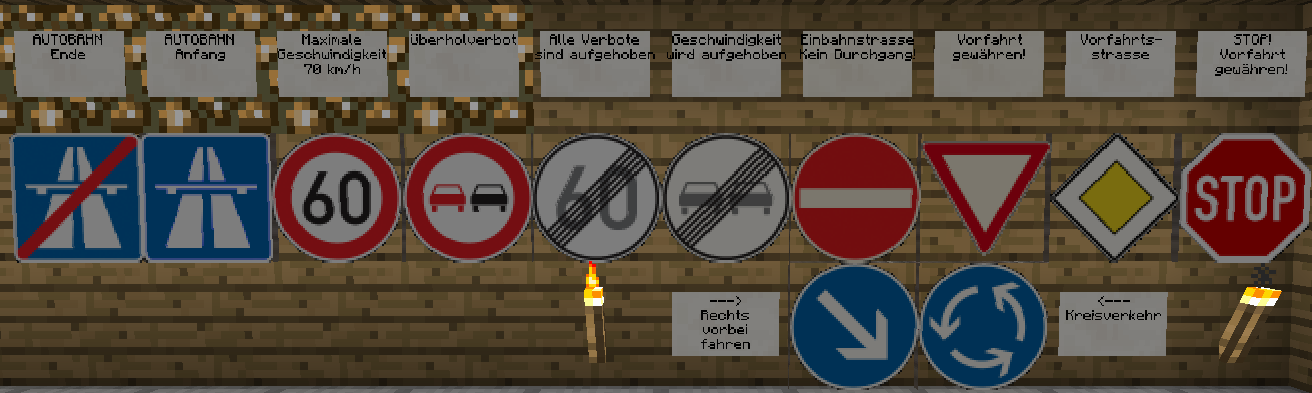 AUTOBAHN
Ende
AUTOBAHN
Anfang
Maximale
Geschwindigkeit
70 km/h
Überholverbot
Alle Verbote
sind aufgehoben
Geschwindigkeit
wird aufgehoben
Einbahnstrasse
Kein Durchgang!
Vorfahrt
gewähren!
Vorfahrts-
strasse
STOP!
Vorfahrt
gewähren!
60
60
STOP
--->
Rechts
vorbei
fahren
<---
Kreisverkehr